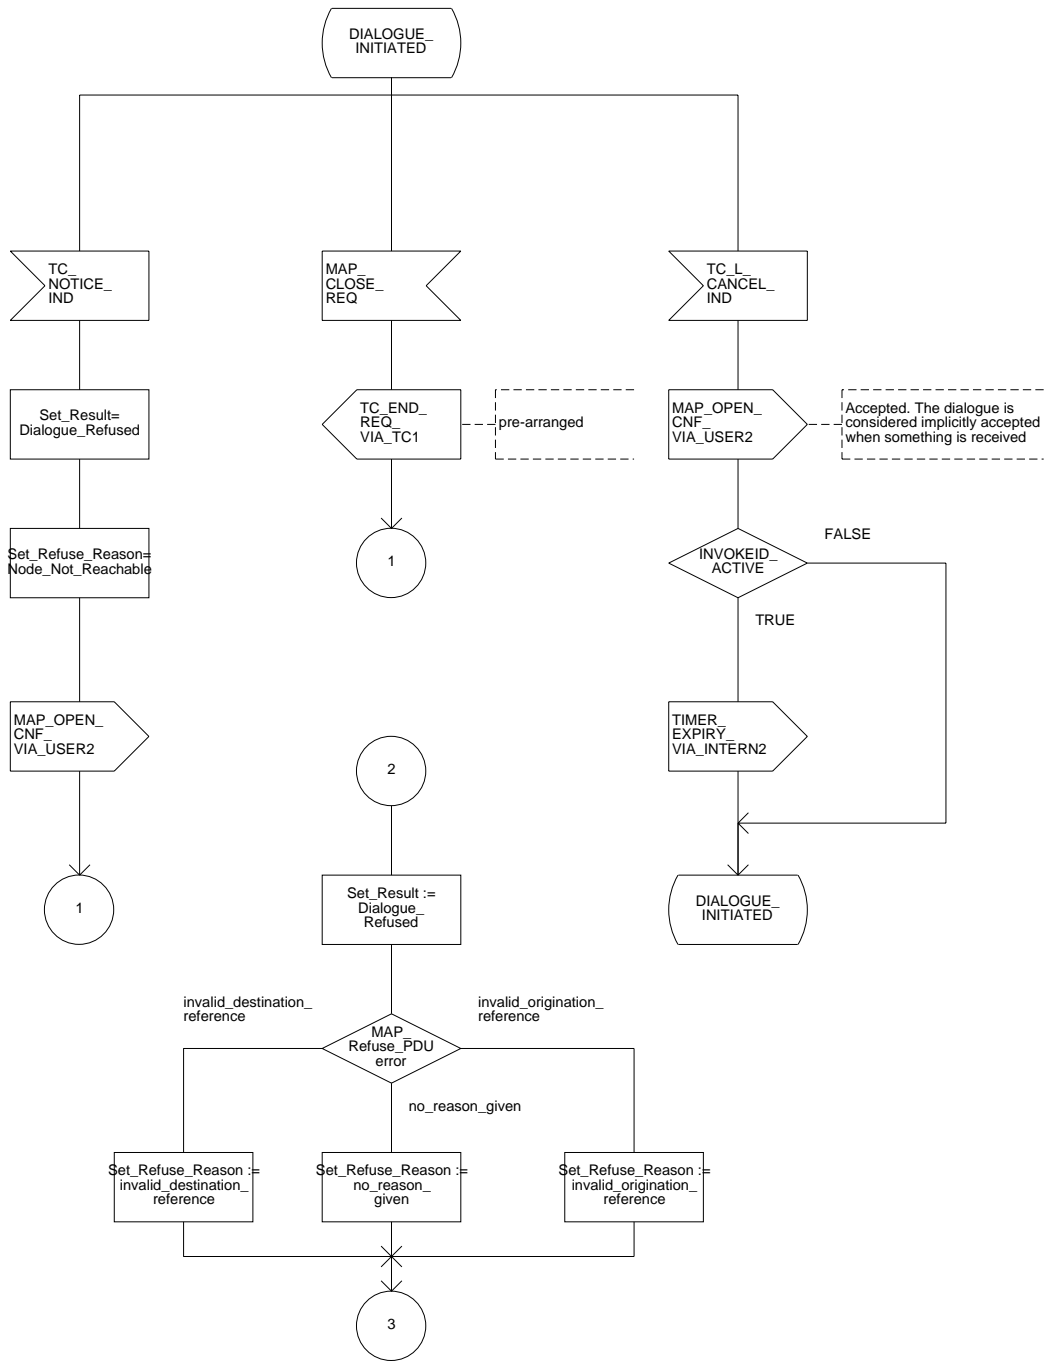 DIALOGUE_
INITIATED
TC_
NOTICE_
IND
MAP_
CLOSE_
REQ
TC_L_
CANCEL_
IND
Set_Result=
Dialogue_Refused
TC_END_
REQ_
VIA_TC1
pre-arranged
MAP_OPEN_
CNF_
VIA_USER2
Accepted. The dialogue is
considered implicitly accepted
when something is received
Set_Refuse_Reason=
Node_Not_Reachable
1
INVOKEID_
ACTIVE
FALSE
TRUE
MAP_OPEN_
CNF_
VIA_USER2
TIMER_
EXPIRY_
VIA_INTERN2
2
1
Set_Result :=
Dialogue_
Refused
DIALOGUE_
INITIATED
invalid_destination_
reference
invalid_origination_
reference
MAP_
Refuse_PDU
error
no_reason_given
Set_Refuse_Reason :=
invalid_destination_
reference
Set_Refuse_Reason :=
no_reason_
given
Set_Refuse_Reason :=
invalid_origination_
reference
3